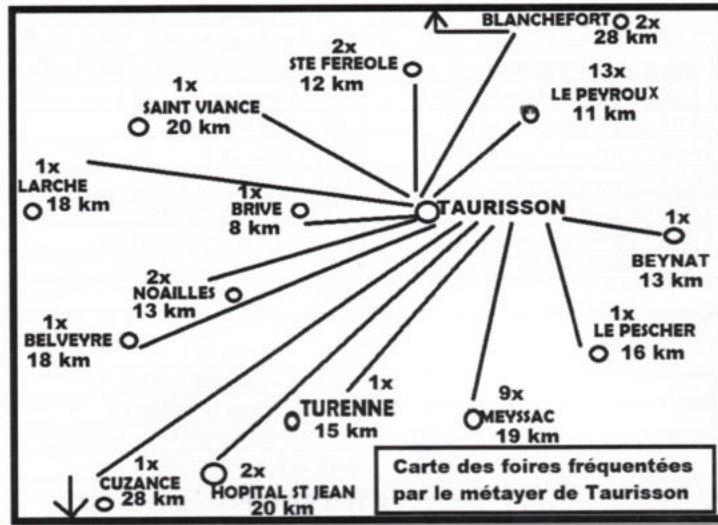 BLANCHEFORT 2x
28 km
2x
STE FEREOLE
12 km
13x
LE PEYROUX
11 km
1x
SAINT VIANCE
20 km
1x
LARCHE
18 km
1x
BRIVE
8 km
TAURISSON
1x
BEYNAT
13 km
2x
NOAILLES
13 km
1x
BELVEYRE
18 km
1x
LE PESCHER
16 km
1x
TURENNE
15 km
9x
MEYSSAC
19 km
1x
CUZANCE
28 km
2x
HOPITAL ST JEAN
20 km
Carte des foires fréquentées
par le métayer de Taurisson